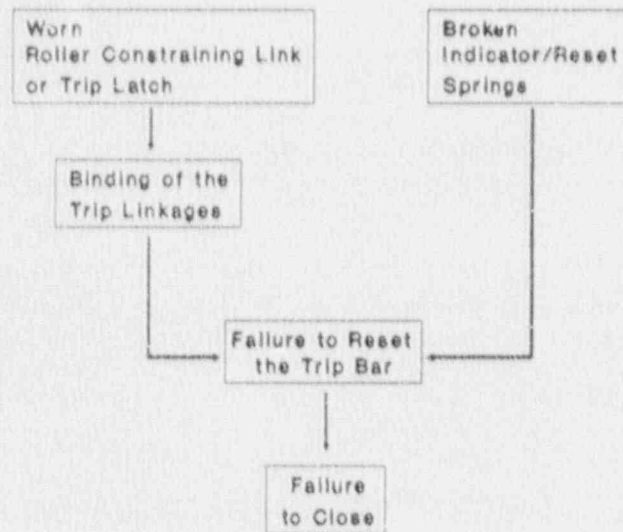 Worn
Roller Constraining Link
or Trip Latch
Broken
Indicator/Reset
Springs
Binding of the
Trip Linkages
Failure to Reset
the Trip Bar
Failure
to Close